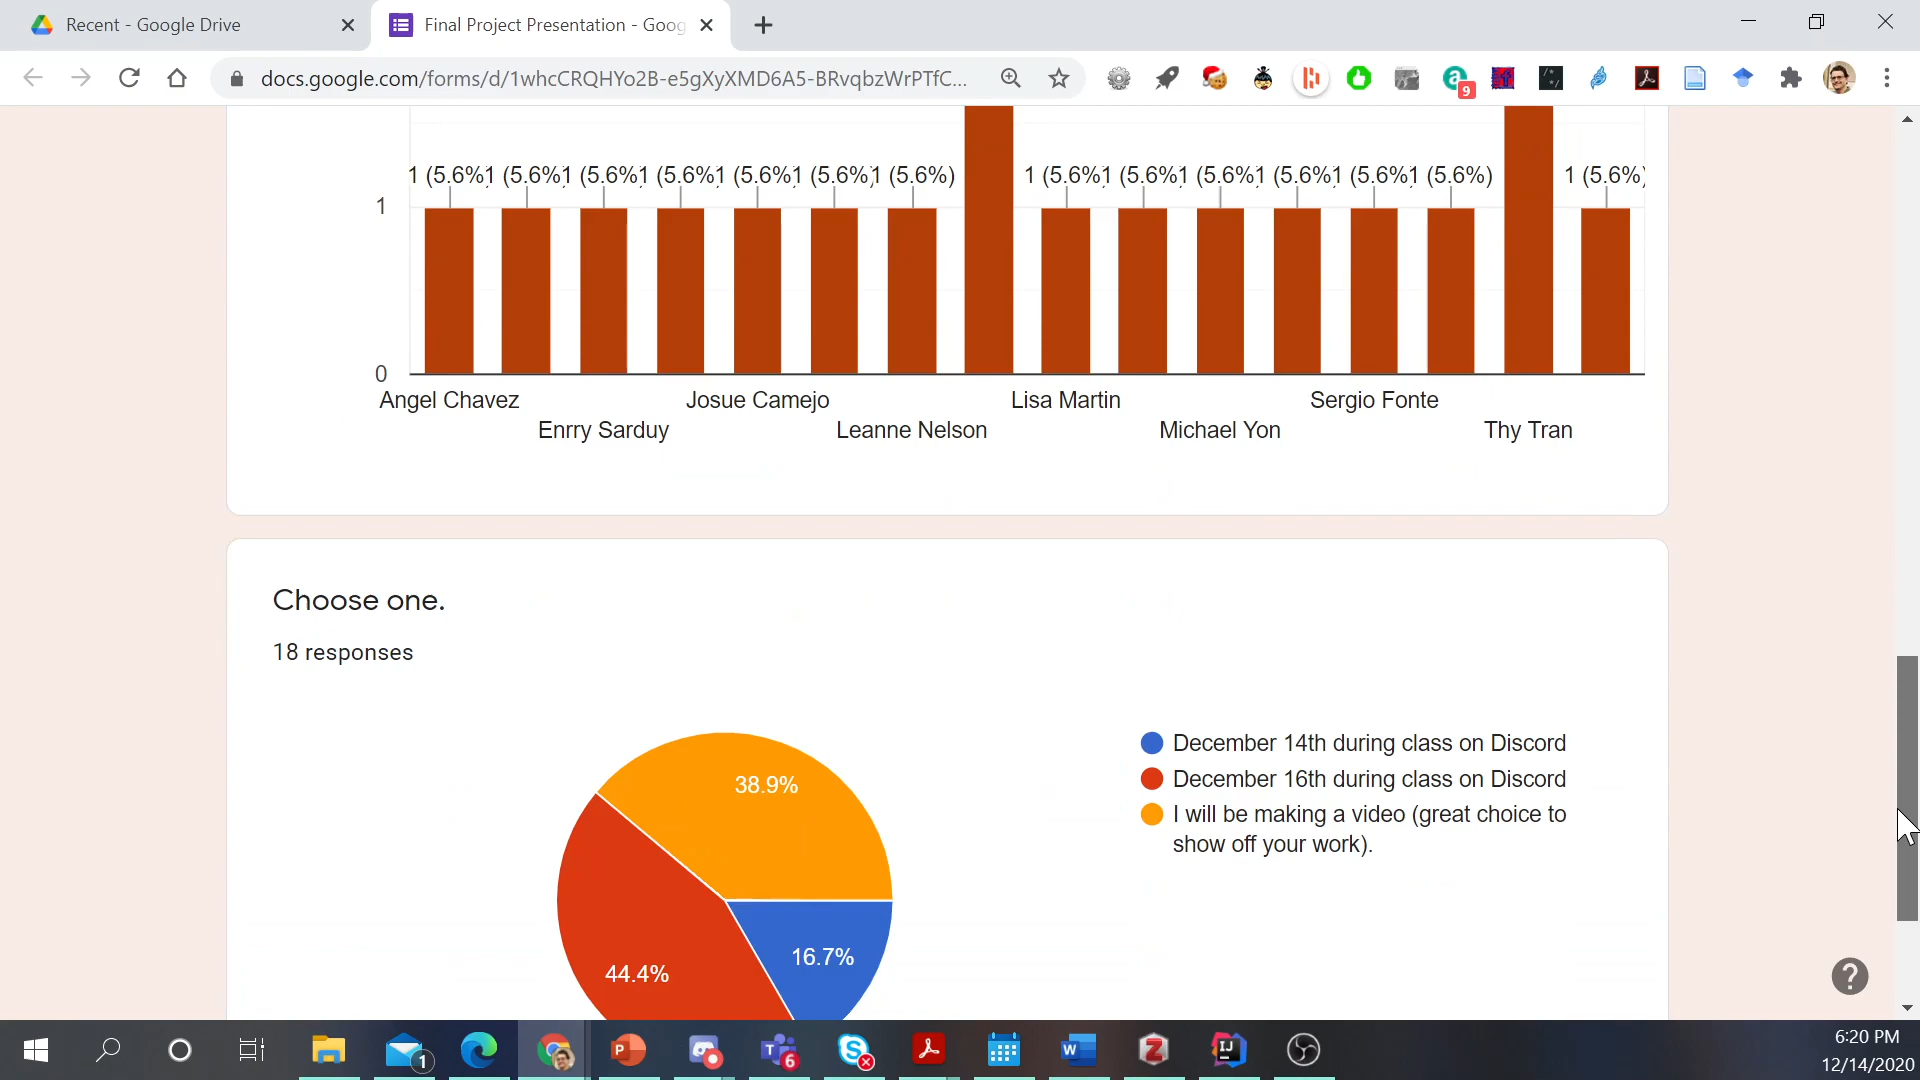 Recent - Google Drive
Final Project Presentation - Goog
docs.google.com/forms/d/1whcCRQHYo2B-e5gXyXMD6A5-BRvqbzWrPTfC...
9
1 (5.6%) 1 (5.6%) 1 (5.6%) 1 (5.6%) 1 (5.6%) 1 (5.6%) 1 (5.6%) 1 (5.6%) 1 (5.6%) 1 (5.6%) 1 (5.6%) 1 (5.6%) 1 (5.6%) 1 (5.6%)
1
0
Angel Chavez Josue Camejo Lisa Martin Sergio Fonte
Enrry Sarduy Leanne Nelson Michael Yon Thy Tran
Choose one.
18 responses
December 14th during class on Discord
December 16th during class on Discord
I will be making a video (great choice to
show off your work).
38.9%
16.7%
44.4%
6:20 PM
12/14/2020
1
6